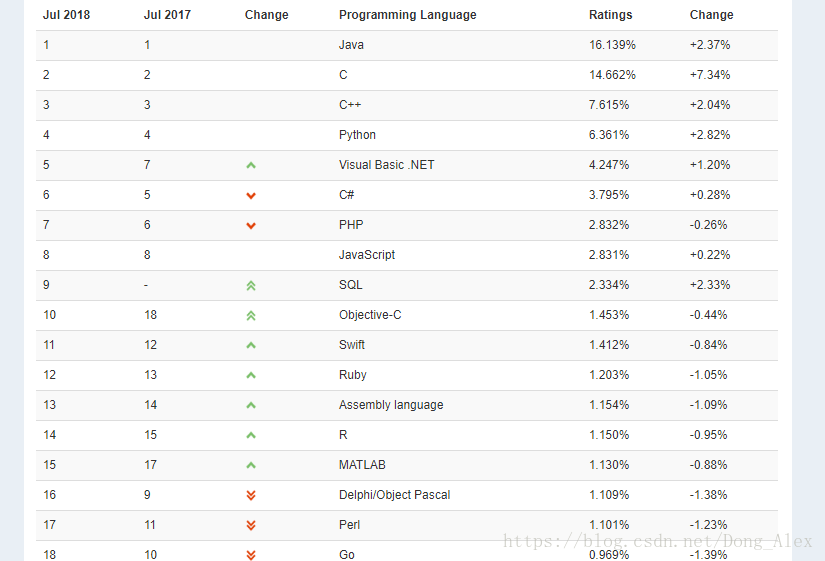 Jul 2018 Jul 2017 Change Programming Language Ratings Change
1 1 Java 16.139% +2.37%
2 2 C 14.662% +7.34%
3 3 C++ 7.615% +2.04%
4 4 Python 6.361% +2.82%
5 7 Visual Basic .NET 4.247% +1.20%
6 5 C# 3.795% +0.28%
7 6 PHP 2.832% -0.26%
8 8 JavaScript 2.831% +0.22%
9 - SQL 2.334% +2.33%
10 18 Objective-C 1.453% -0.44%
11 12 Swift 1.412% -0.84%
12 13 Ruby 1.203% -1.05%
13 14 Assembly language 1.154% -1.09%
14 15 R 1.150% -0.95%
15 17 MATLAB 1.130% -0.88%
16 9 Delphi/Object Pascal 1.109% -1.38%
17 11 Perl 1.101% -1.23%
https://blog.csdn.net/Dong_Alex
18 10 Go 0.969% -1.39%